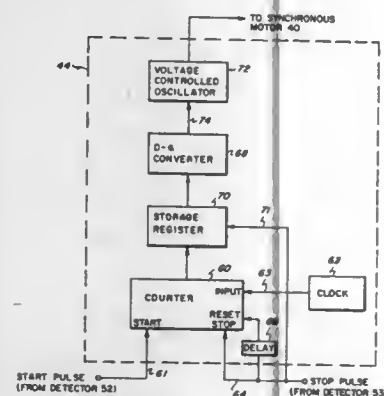 TO SYNCHRONOUS
MOTOR 40
44
VOLTAGE
CONTROLLED
OSCILLATOR
72
74
D-A
CONVERTER
68
70
STORAGE
REGISTER
71
60
COUNTER
INPUT
63
62
CLOCK
RESET
START
STOP
66
DELAY
START PULSE
(FROM DETECTOR 52)
61
64
STOP PULSE
(FROM DETECTOR 53)